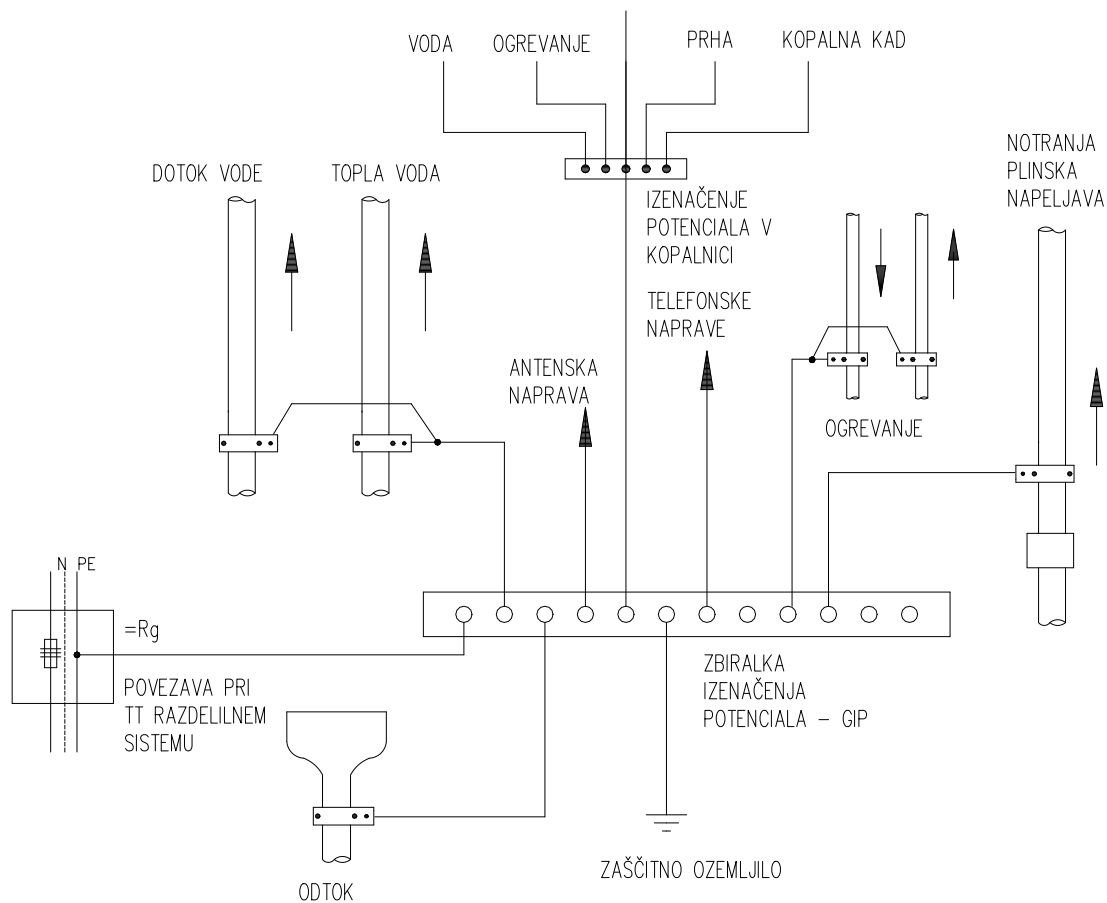 VODA
OGREVANJE
PRHA
KOPALNA KAD
DOTOK VODE
TOPLA VODA
IZENAČENJE
POTENCIALA V
KOPALNICI
NOTRANJA
PLINSKA
NAPELJAVA
TELEFONSKE
NAPRAVE
ANTENSKA
NAPRAVA
OGREVANJE
N PE
=Rg
POVEZAVA PRI
TT RAZDELILNEM
SISTEMU
ZBIRALKA
IZENAČENJA
POTENCIALA – GIP
ZAŠČITNO OZEMLJILO
ODTOK